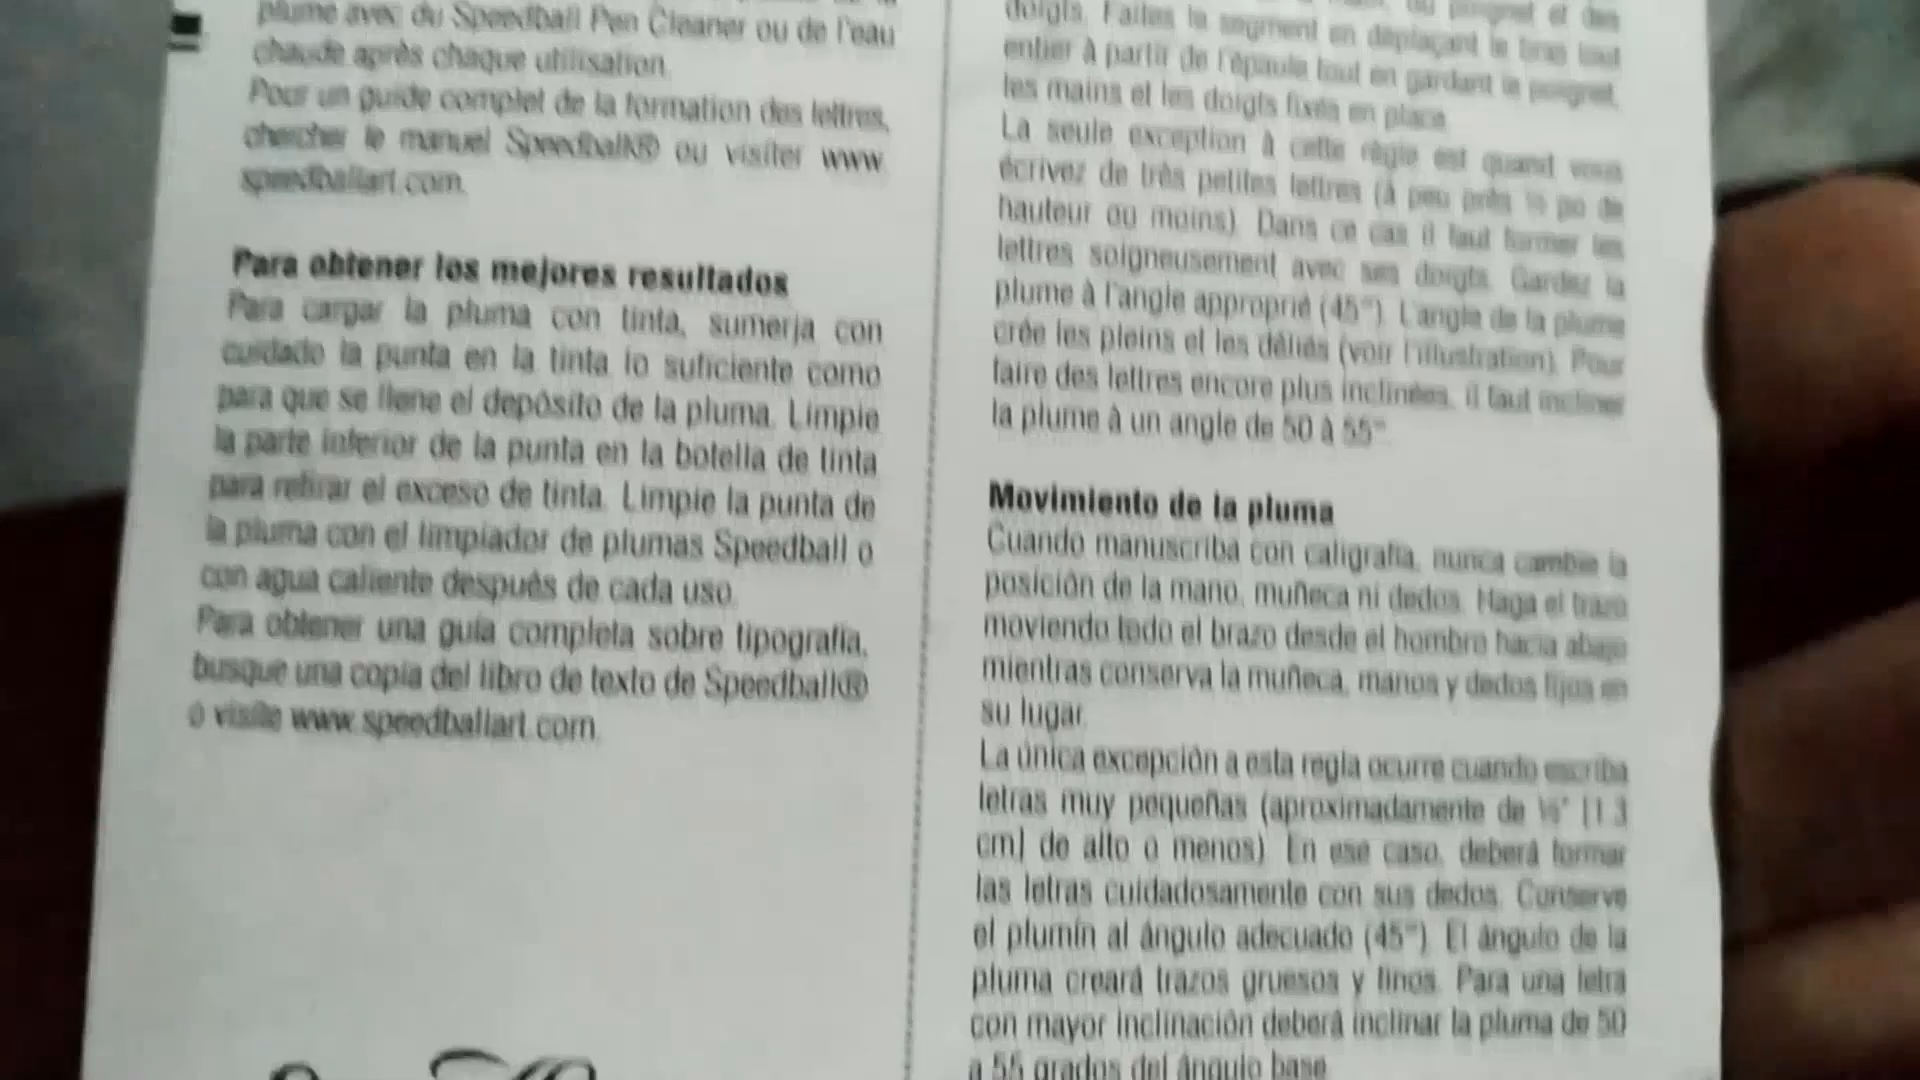 plume avec du Speedball Pen Cleaner ou de l'eau
chaude après chaque utilisation.
Pour un guide complet de la formation des lettres,
chercher le manuel Speedball® ou visiter www.
speedballart.com.
Para obtener los mejores resultados
Para cargar la pluma con tinta, sumerja con
cuidado la punta en la tinta lo suficiente como
para que se llene el depósito de la pluma. Limpie
la parte inferior de la punta en la botella de tinta
para retirar el exceso de tinta. Limpie la punta de
la pluma con el limpiador de plumas Speedball o
con agua caliente después de cada uso.
Para obtener una guía completa sobre tipografía,
busque una copia del libro de texto de Speedball®
o visite www.speedballart.com.
poignet et des
doigts. Faites le segment en déplaçant le bras tout
entier à partir de l'épaule tout en gardant le poignet,
les mains et les doigts fixés en place.
La seule exception à cette règle est quand vous
écrivez de très petites lettres (à peu près ½ po de
hauteur ou moins). Dans ce cas il faut former les
lettres soigneusement avec ses doigts. Gardez la
plume à l'angle approprié (45°). L'angle de la plume
crée les pleins et les déliés (voir l'illustration). Pour
faire des lettres encore plus inclinées, il faut incliner
la plume à un angle de 50 à 55°.
Movimiento de la pluma
Cuando manuscriba con caligrafía, nunca cambie la
posición de la mano, muñeca ni dedos. Haga el trazo
moviendo todo el brazo desde el hombro hacia abajo
mientras conserva la muñeca, manos y dedos fijos en
su lugar.
La única excepción a esta regla ocurre cuando escriba
letras muy pequeñas (aproximadamente de ½" [1.3
cm] de alto o menos). En ese caso, deberá formar
las letras cuidadosamente con sus dedos. Conserve
el plumín al ángulo adecuado (45°). El ángulo de la
pluma creará trazos gruesos y finos. Para una letra
con mayor inclinación deberá inclinar la pluma de 50
a 55 grados del ángulo base.